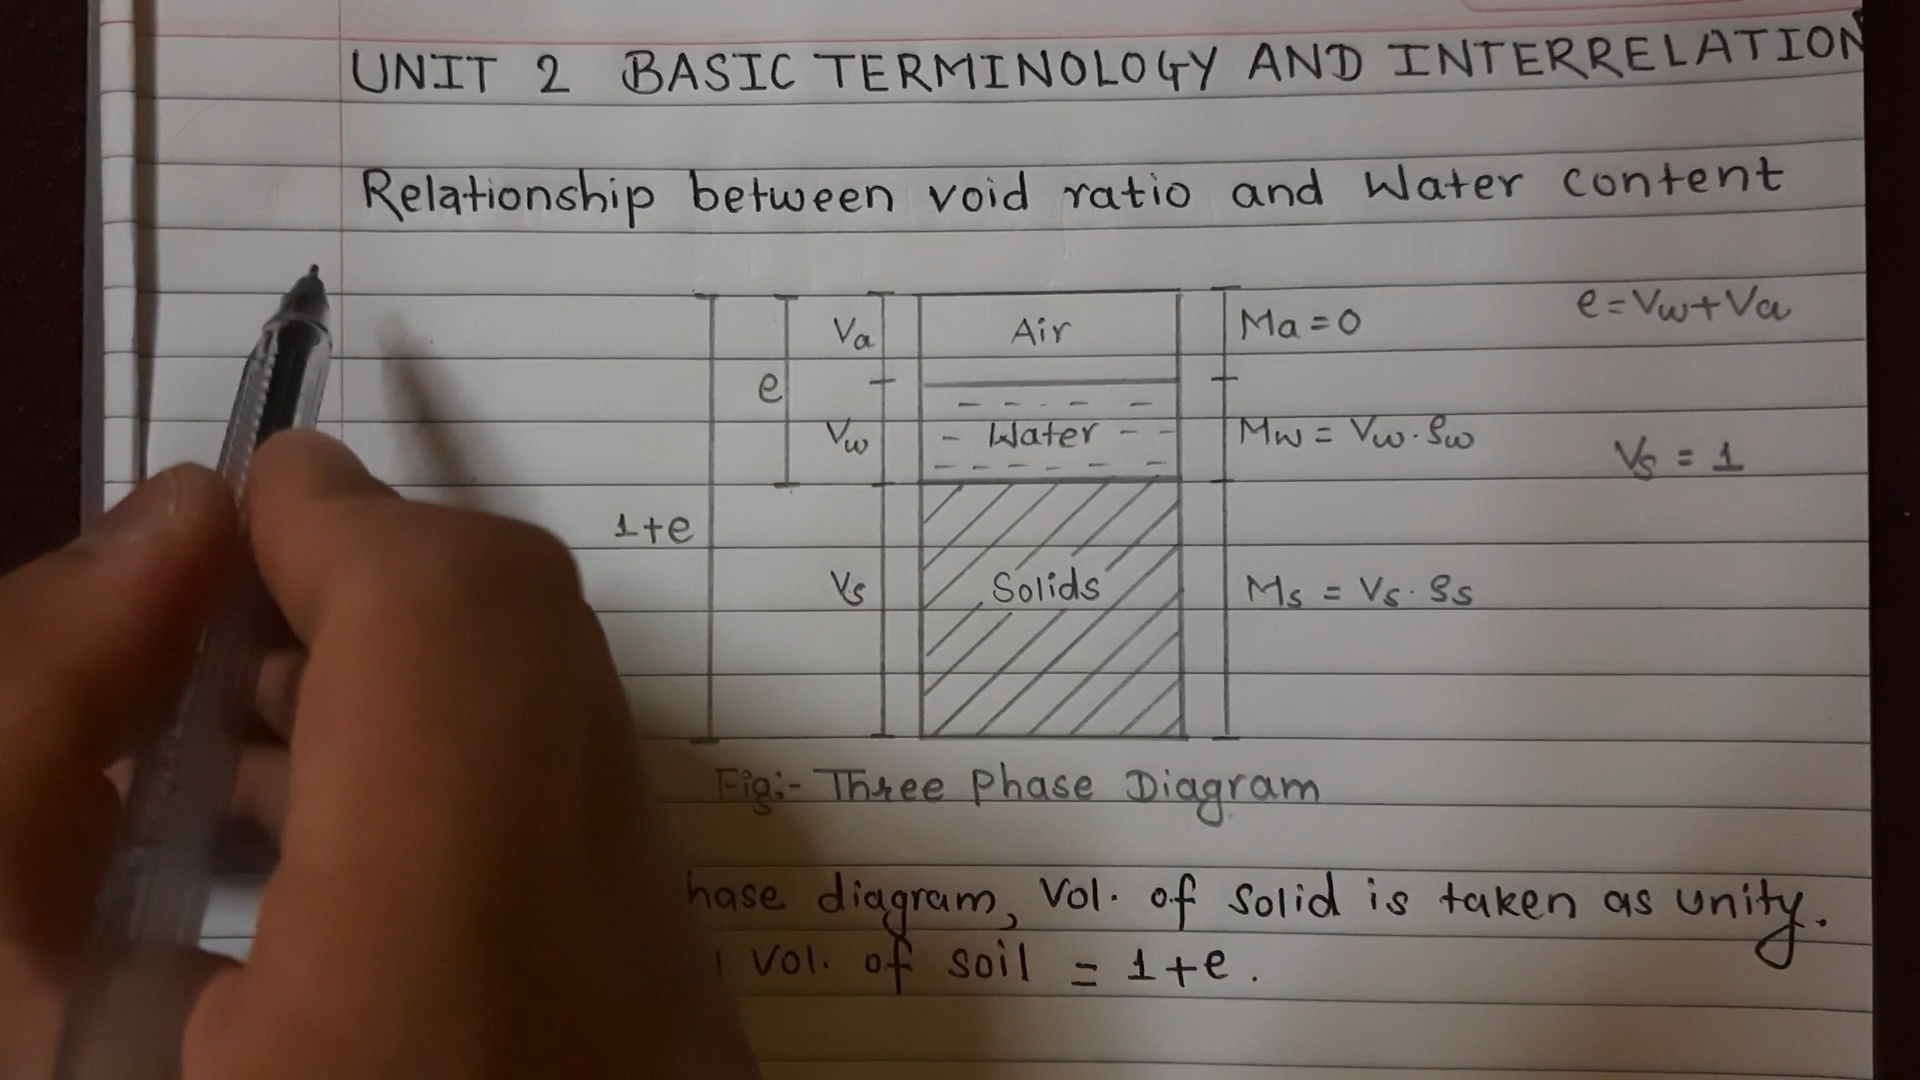 UNIT 2 BASIC TERMINOLOGY AND INTERRELATION
Relationship between void ratio and Water content
Va
Air
Ma = 0
e = Vw + Va
e
Vw
Water
Mw = Vw · ρw
Vs = 1
1+e
Vs
Solids
Ms = Vs · ρs
Fig:- Three Phase Diagram
diagram, Vol. of Solid is taken as unity.
Vol. of soil = 1+e.